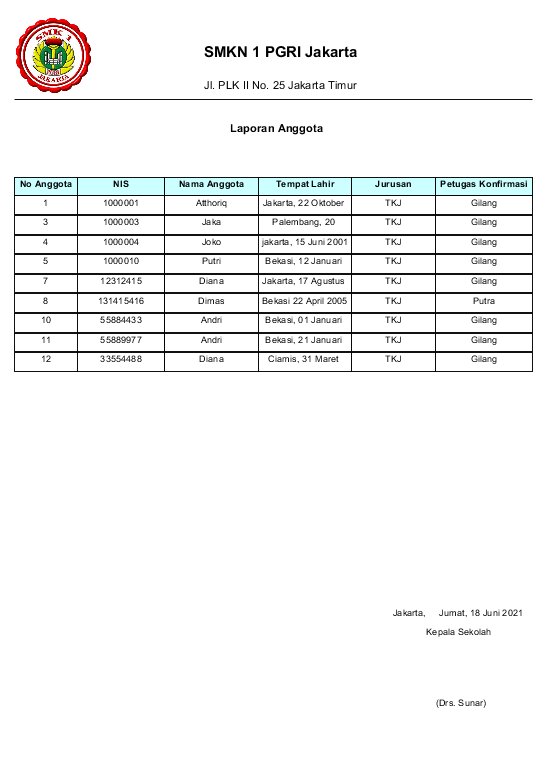 SMK 1
PGRI
JAKARTA
SMKN 1 PGRI Jakarta
Jl. PLK II No. 25 Jakarta Timur
Laporan Anggota
No Anggota NIS Nama Anggota Tempat Lahir Jurusan Petugas Konfirmasi
1 1000001 Atthoriq Jakarta, 22 Oktober TKJ Gilang
3 1000003 Jaka Palembang, 20 TKJ Gilang
4 1000004 Joko jakarta, 15 Juni 2001 TKJ Gilang
5 1000010 Putri Bekasi, 12 Januari TKJ Gilang
7 12312415 Diana Jakarta, 17 Agustus TKJ Gilang
8 131415416 Dimas Bekasi 22 April 2005 TKJ Putra
10 55884433 Andri Bekasi, 01 Januari TKJ Gilang
11 55889977 Andri Bekasi, 21 Januari TKJ Gilang
12 33554488 Diana Ciamis, 31 Maret TKJ Gilang
Jakarta, Jumat, 18 Juni 2021
Kepala Sekolah
(Drs. Sunar)